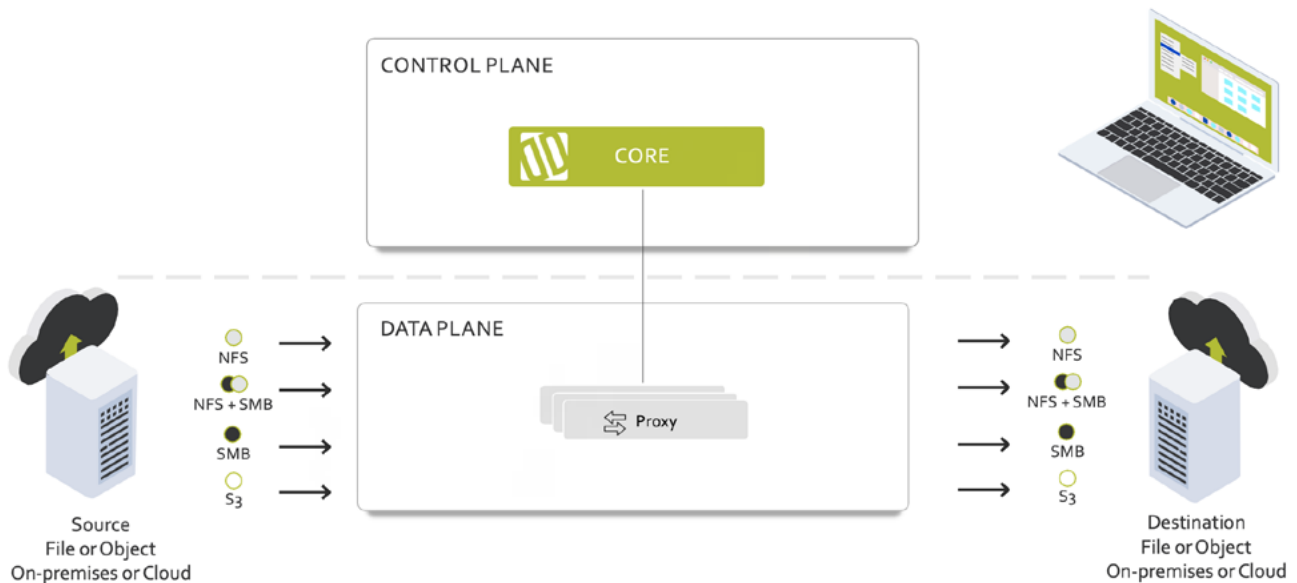 CONTROL PLANE
CORE
DATA PLANE
NFS
NFS + SMB
SMB
S3
Proxy
NFS
NFS + SMB
SMB
S3
Source
File or Object
On-premises or Cloud
Destination
File or Object
On-premises or Cloud